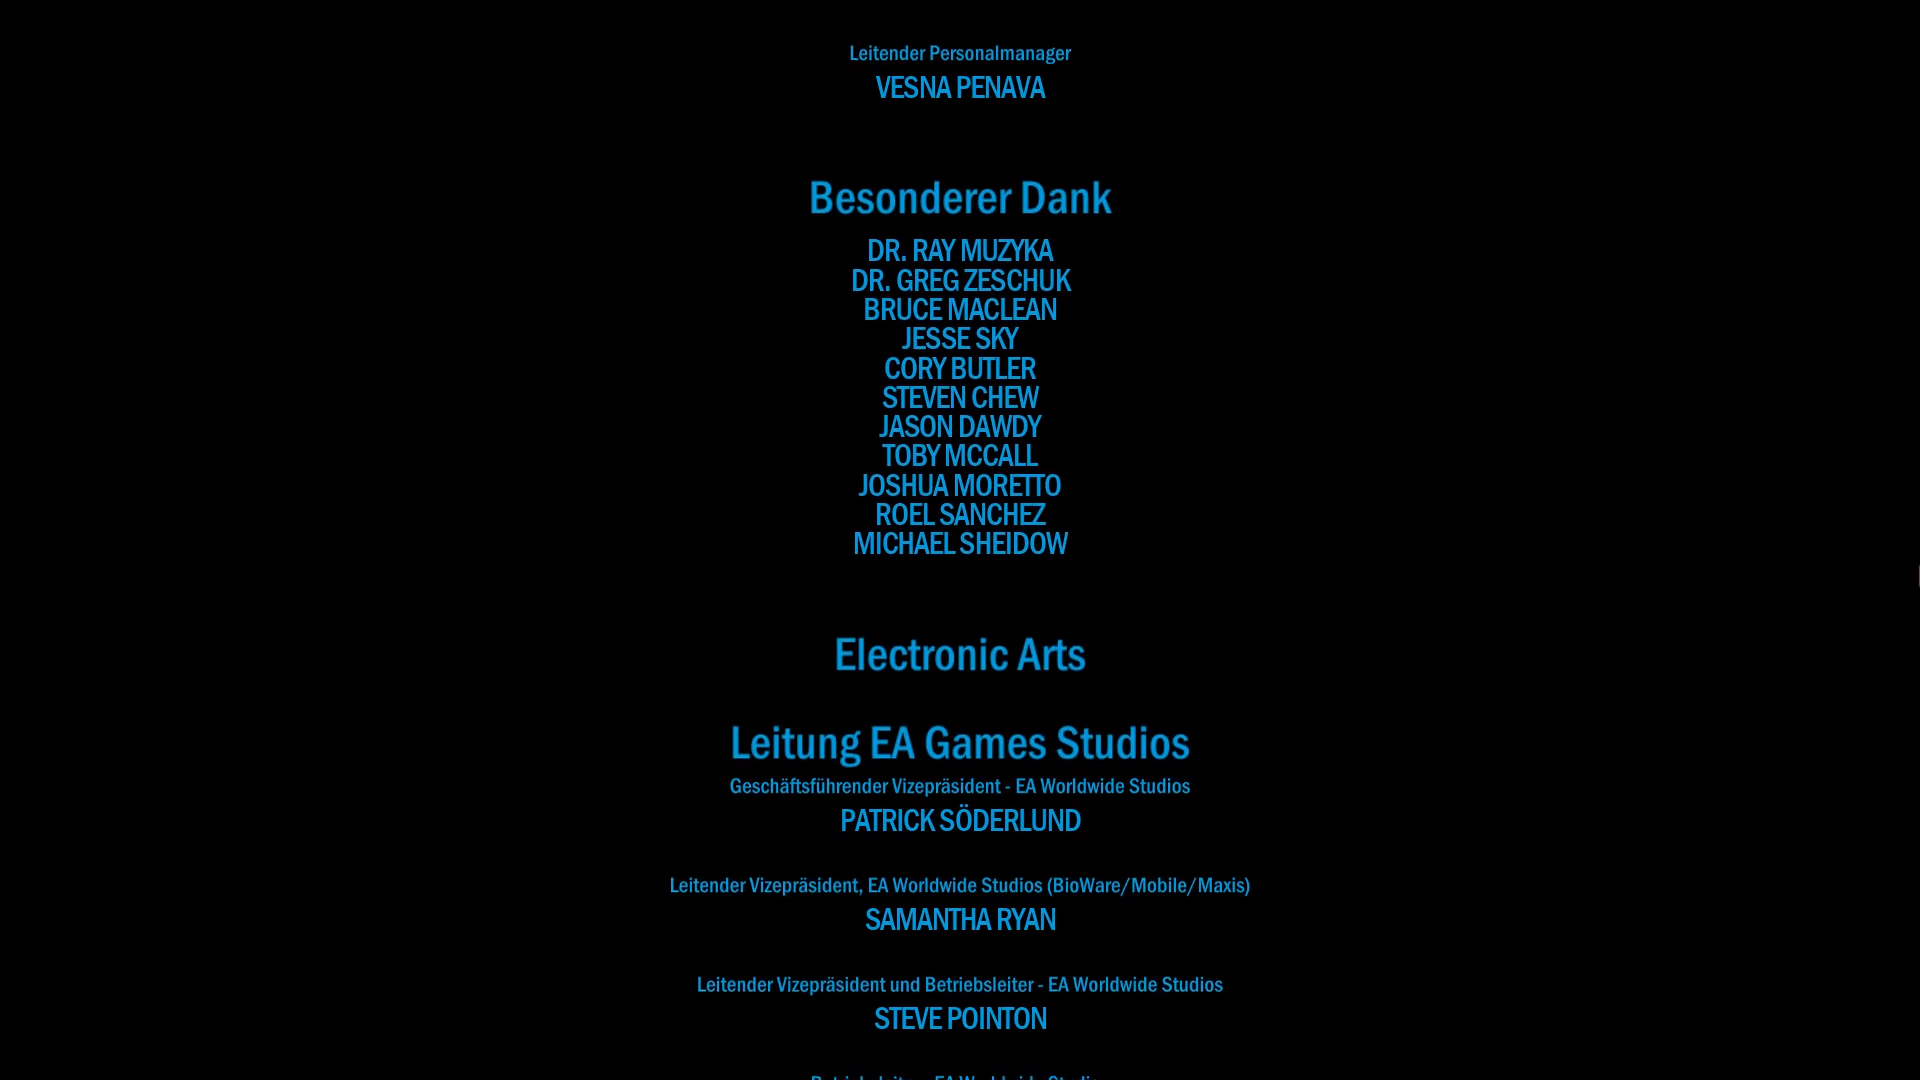 Leitender Personalmanager
VESNA PENAVA
Besonderer Dank
DR. RAY MUZYKA
DR. GREG ZESCHUK
BRUCE MACLEAN
JESSE SKY
CORY BUTLER
STEVEN CHEW
JASON DAWDY
TOBY MCCALL
JOSHUA MORETTO
ROEL SANCHEZ
MICHAEL SHEIDOW
Electronic Arts
Leitung EA Games Studios
Geschäftsführender Vizepräsident - EA Worldwide Studios
PATRICK SÖDERLUND
Leitender Vizepräsident, EA Worldwide Studios (BioWare/Mobile/Maxis)
SAMANTHA RYAN
Leitender Vizepräsident und Betriebsleiter - EA Worldwide Studios
STEVE POINTON